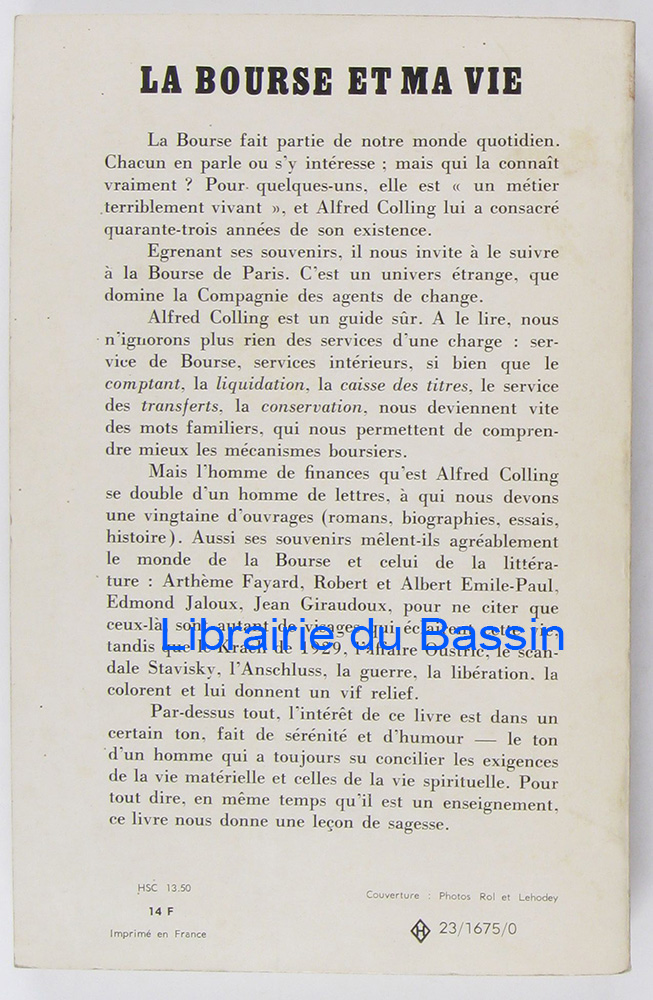 LA BOURSE ET MA VIE
La Bourse fait partie de notre monde quotidien.
Chacun en parle ou s'y intéresse ; mais qui la connaît
vraiment ? Pour quelques-uns, elle est « un métier
terriblement vivant », et Alfred Colling lui a consacré
quarante-trois années de son existence.
Egrenant ses souvenirs, il nous invite à le suivre
à la Bourse de Paris. C'est un univers étrange, que
domine la Compagnie des agents de change.
Alfred Colling est un guide sûr. A le lire, nous
n'ignorons plus rien des services d'une charge : ser-
vice de Bourse, services intérieurs, si bien que le
comptant, la liquidation, la caisse des titres, le service
des transferts, la conservation, nous deviennent vite
des mots familiers, qui nous permettent de compren-
dre mieux les mécanismes boursiers.
Mais l'homme de finances qu'est Alfred Colling
se double d'un homme de lettres, à qui nous devons
une vingtaine d'ouvrages (romans, biographies, essais,
histoire). Aussi ses souvenirs mêlent-ils agréablement
le monde de la Bourse et celui de la littéra-
ture : Arthème Fayard, Robert et Albert Emile-Paul,
Edmond Jaloux, Jean Giraudoux, pour ne citer que
ceux-là sont autant de visages qui
Librairie du Bassin
tandis que le Krach de 1929, l'affaire Oustric, le scan-
dale Stavisky, l'Anschluss, la guerre, la libération, la
colorent et lui donnent un vif relief.
Par-dessus tout, l'intérêt de ce livre est dans un
certain ton, fait de sérénité et d'humour — le ton
d'un homme qui a toujours su concilier les exigences
de la vie matérielle et celles de la vie spirituelle. Pour
tout dire, en même temps qu'il est un enseignement,
ce livre nous donne une leçon de sagesse.
HSC 13.50
14 F
Imprimé en France
Couverture : Photos Rol et Lehodey
H 23/1675/0